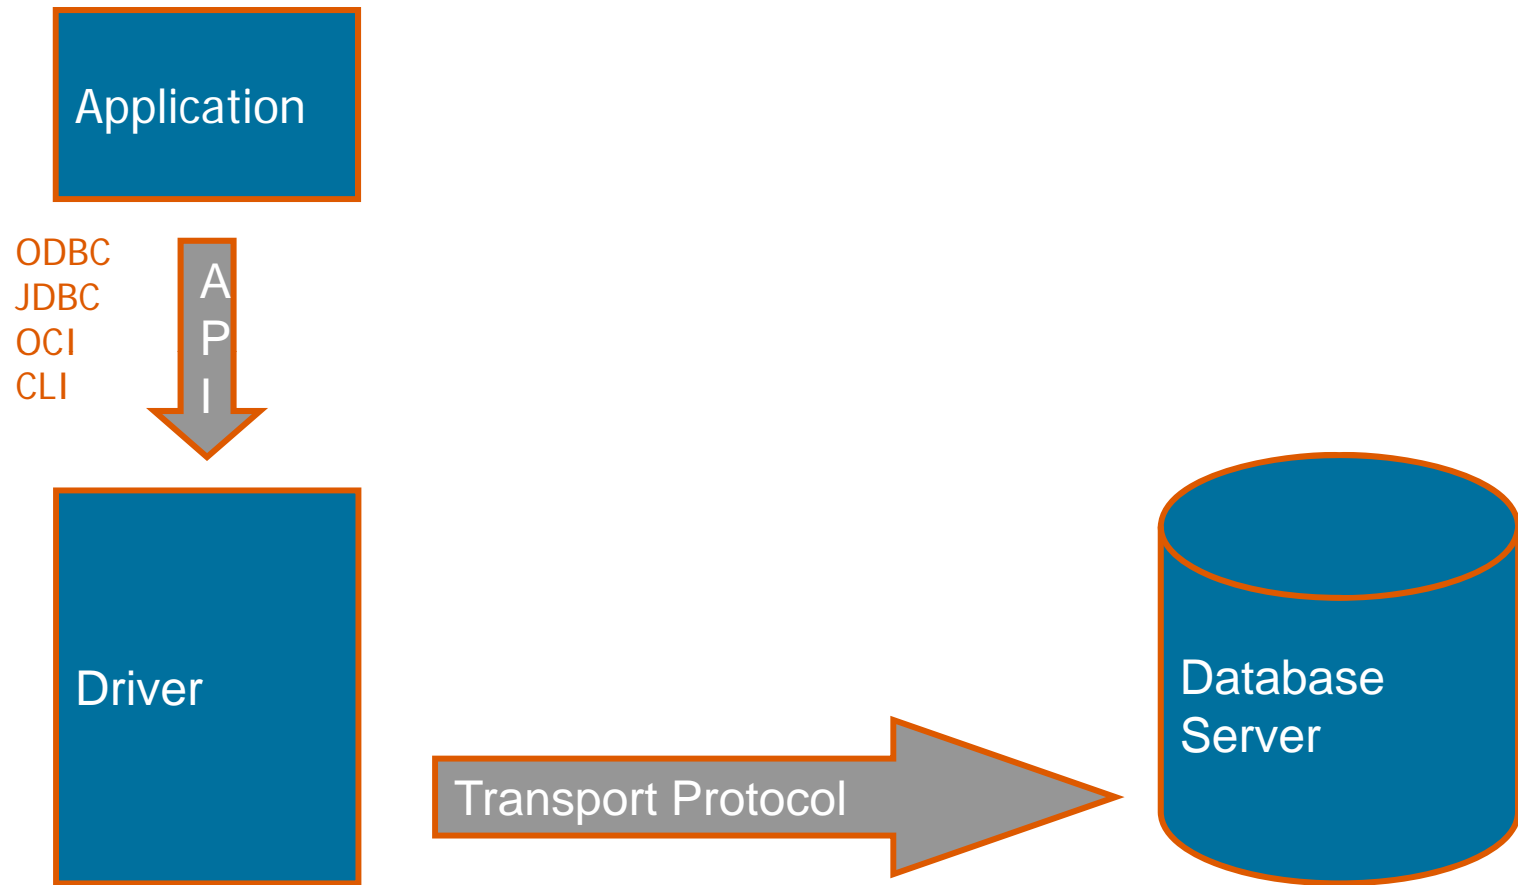 Application
ODBC
JDBC
OCI
CLI
A
P
I
Driver
Transport Protocol
Database
Server